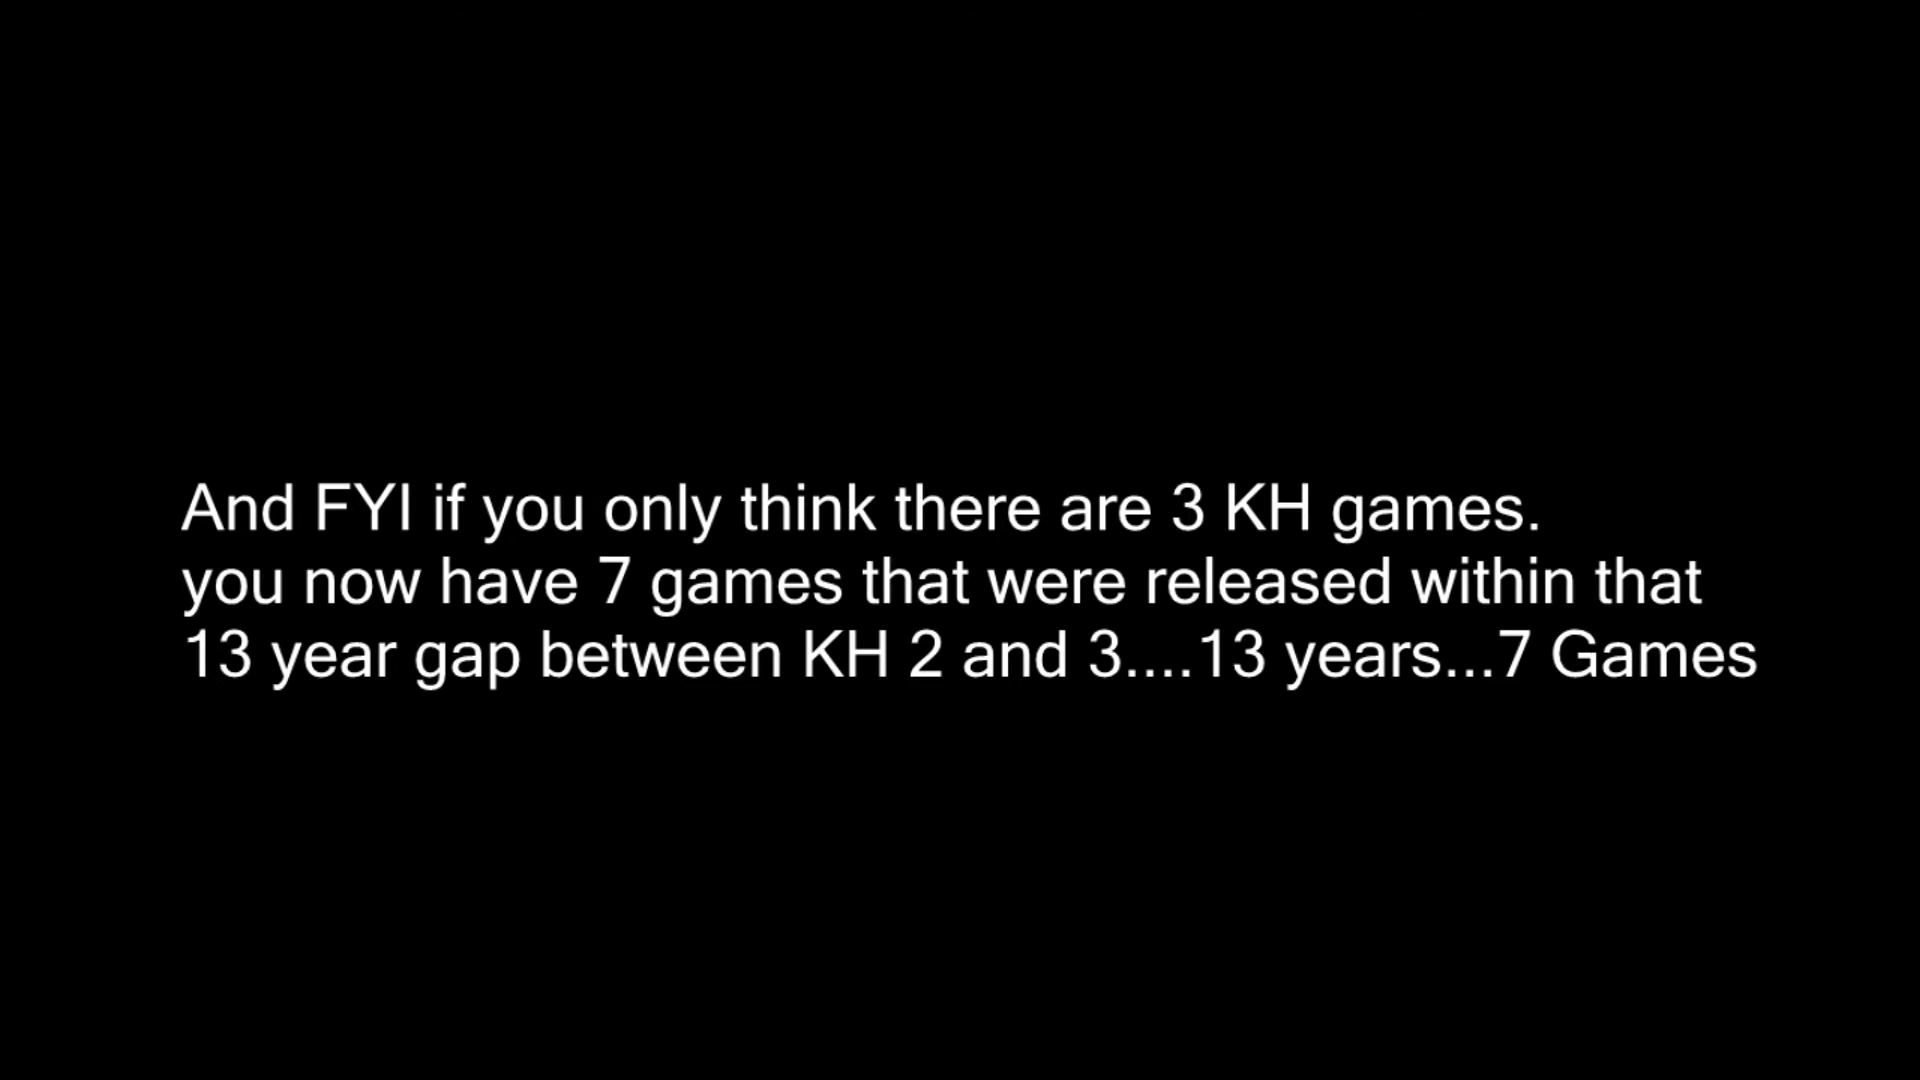 And FYI if you only think there are 3 KH games.
you now have 7 games that were released within that
13 year gap between KH 2 and 3....13 years...7 Games